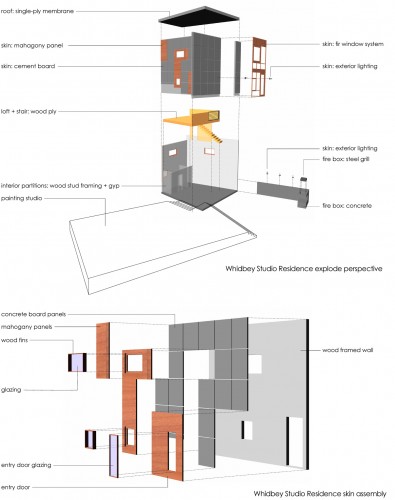 roof: single-ply membrane
skin: mahogany panel
skin: fir window system
skin: cement board
skin: exterior lighting
loft + stair: wood ply
skin: exterior lighting
fire box: steel grill
interior partitions: wood stud framing + gyp
painting studio
fire box: concrete
Whidbey Studio Residence explode perspective
concrete board panels
mahogany panels
wood fins
wood framed wall
glazing
entry door glazing
entry door
Whidbey Studio Residence skin assembly